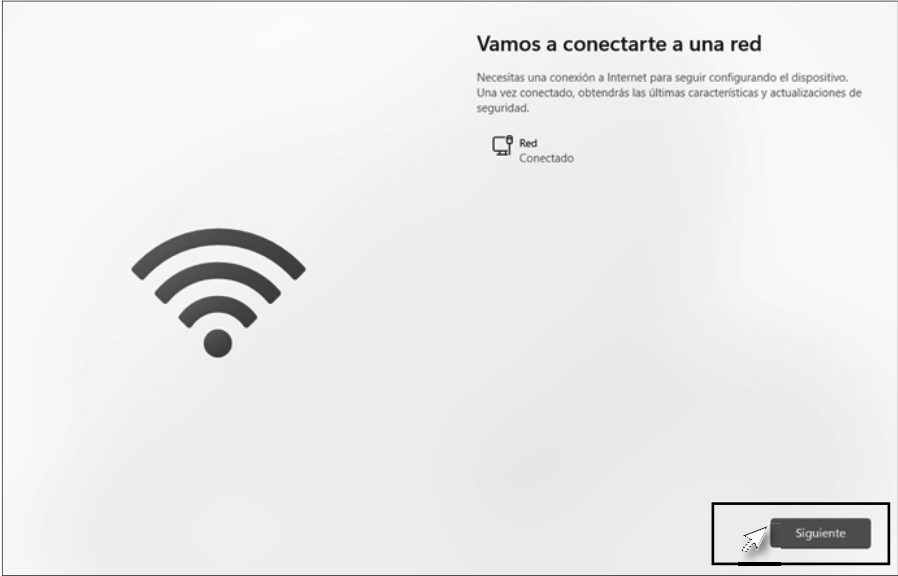 Vamos a conectarte a una red
Necesitas una conexión a Internet para seguir configurando el dispositivo.
Una vez conectado, obtendrás las últimas características y actualizaciones de
seguridad.
Red
Conectado
Siguiente